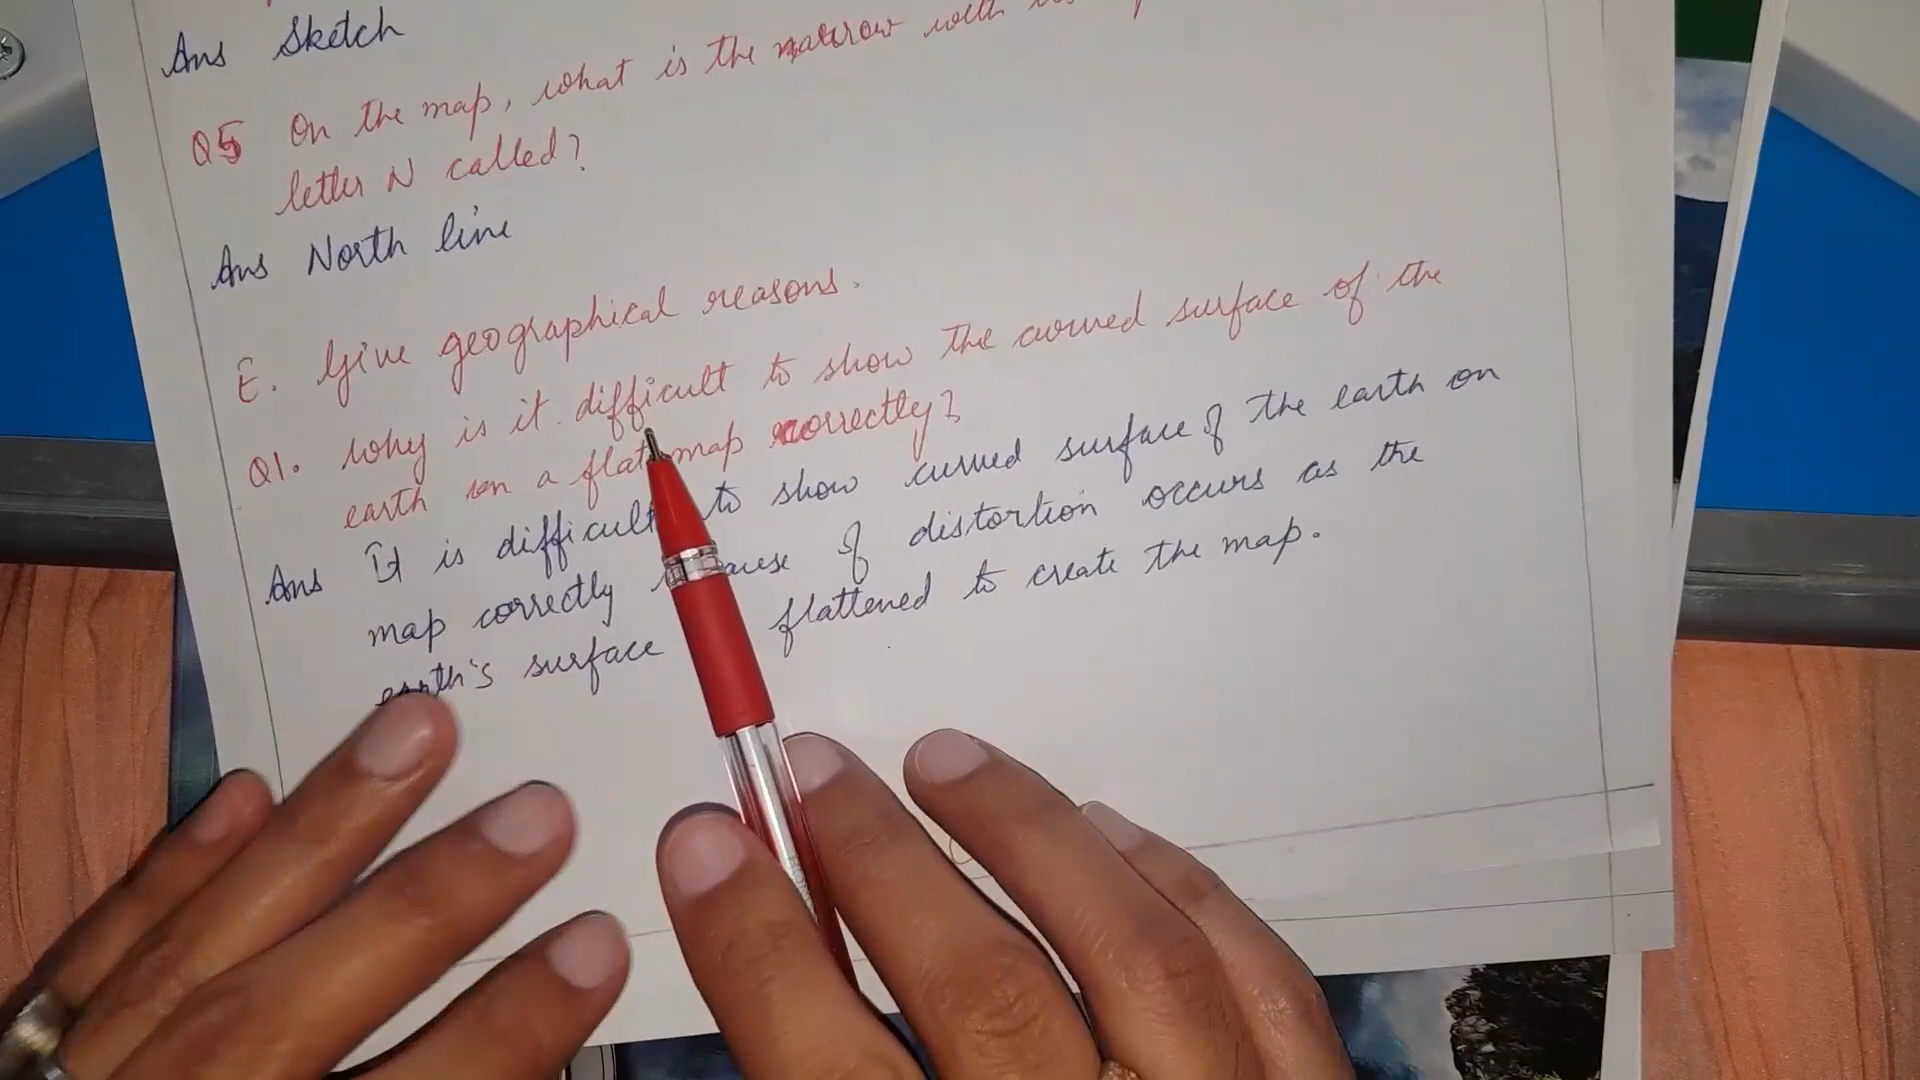 Ans Sketch
Q5 On the map, what is the narrow with
letter N called?
Ans North line
E. Give geographical reasons.
Q1. Why is it difficult to show the curved surface of the
earth on a flat map correctly?
Ans It is difficult to show curved surface of the earth on
map correctly of distortion occurs as the
earth's surface flattened to create the map.